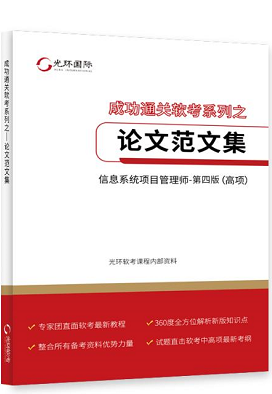 光环国际
成功通关软考系列之
论文范文集
信息系统项目管理师-第四版(高项)
光环软考课程内部资料
✓专家团直面软考最新教程
✓360度全方位解析新版知识点
✓整合所有备考资料优势力量
✓试题直击软考中高项最新考纲
成功通关软考系列之—论文范文集
光环国际